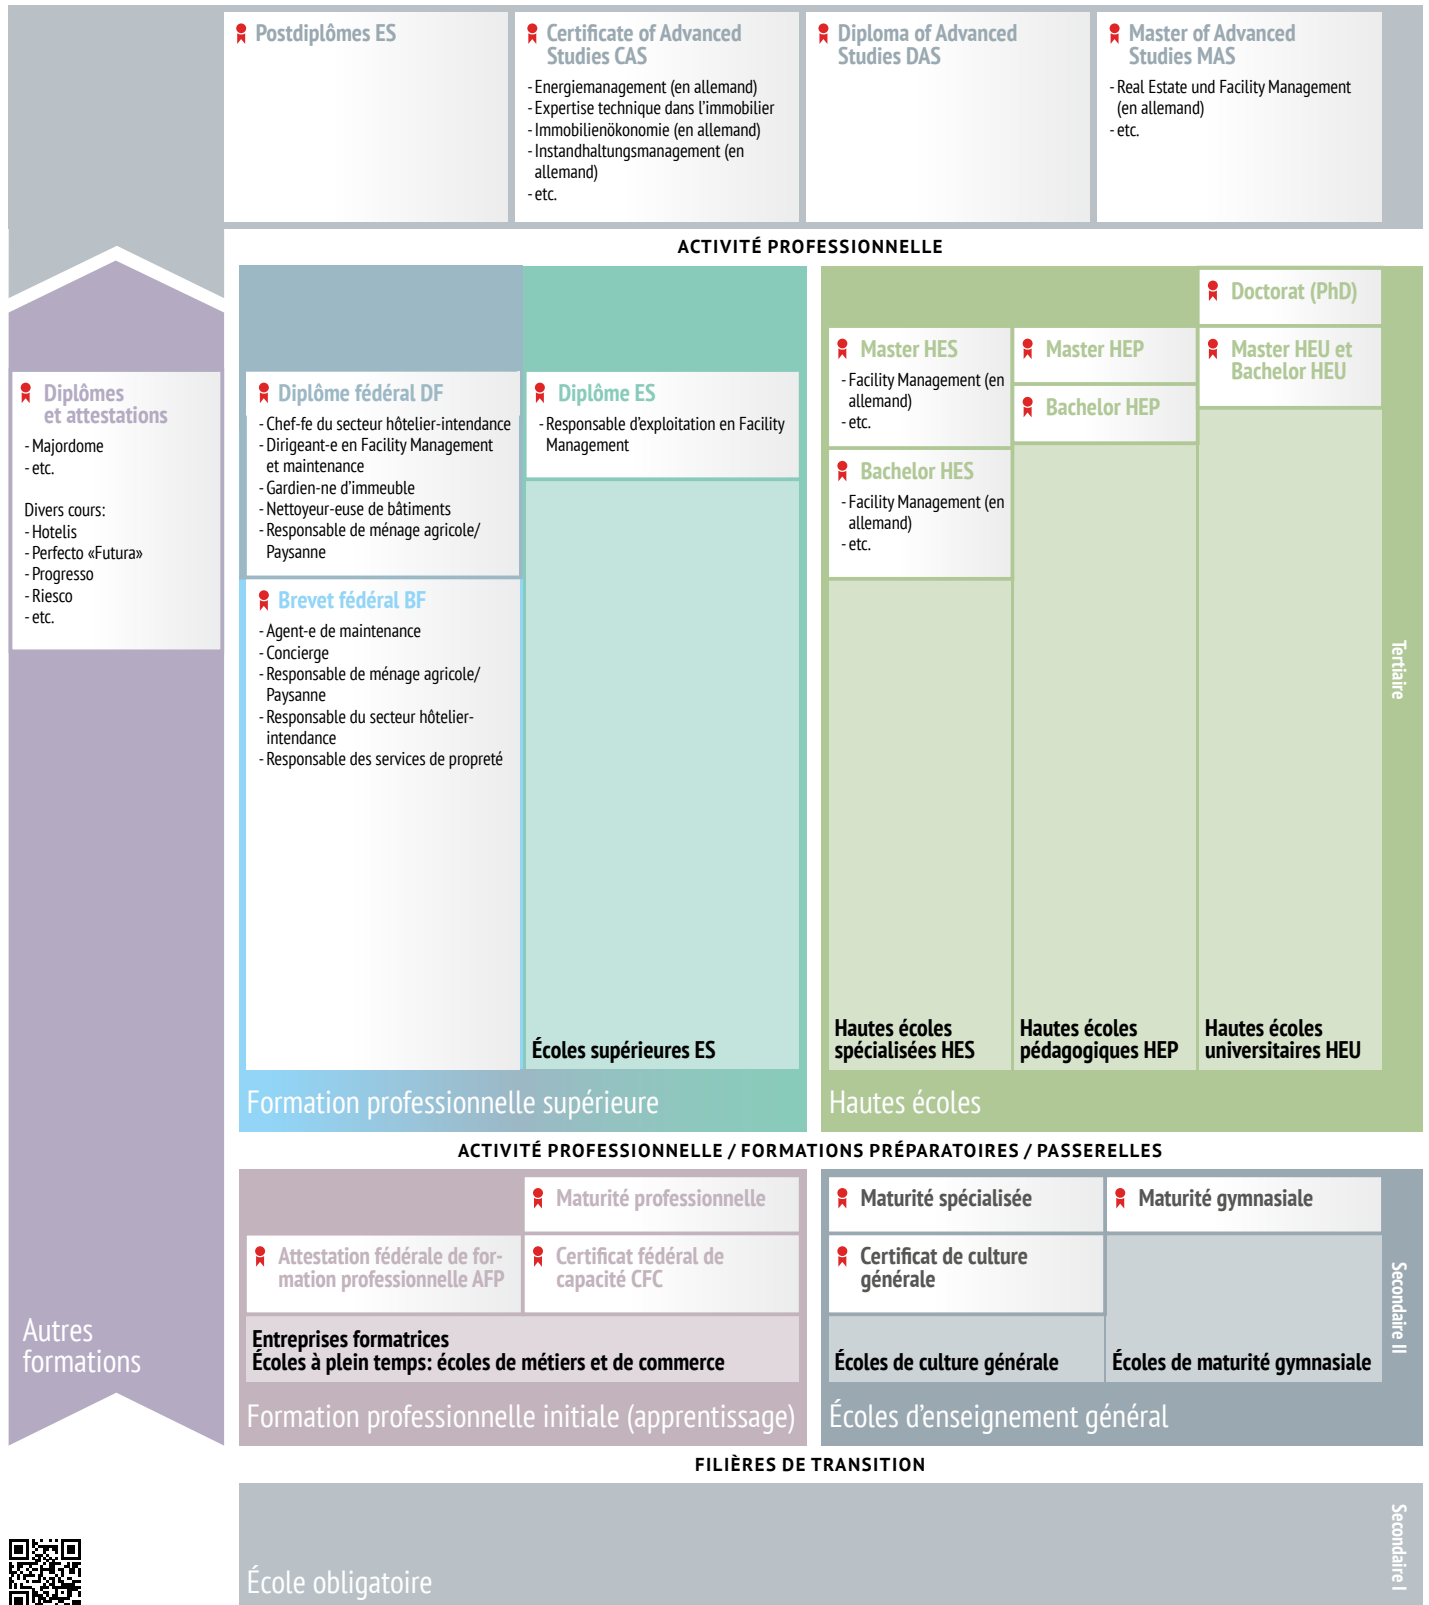 Postdiplômes ES
Certificate of Advanced
Studies CAS
- Energiemanagement (en allemand)
- Expertise technique dans l'immobilier
- Immobilienökonomie (en allemand)
- Instandhaltungsmanagement (en
allemand)
- etc.
Diploma of Advanced
Studies DAS
Master of Advanced
Studies MAS
- Real Estate und Facility Management
(en allemand)
- etc.
ACTIVITÉ PROFESSIONNELLE
Diplômes
et attestations
- Majordome
- etc.
Divers cours:
- Hotelis
- Perfecto «Futura»
- Progresso
- Riesco
- etc.
Autres
formations
Diplôme fédéral DF
- Chef-fe du secteur hôtelier-intendance
- Dirigeant-e en Facility Management
et maintenance
- Gardien-ne d'immeuble
- Nettoyeur-euse de bâtiments
- Responsable de ménage agricole/
Paysanne
Brevet fédéral BF
- Agent-e de maintenance
- Concierge
- Responsable de ménage agricole/
Paysanne
- Responsable du secteur hôtelier-
intendance
- Responsable des services de propreté
Diplôme ES
- Responsable d'exploitation en Facility
Management
Écoles supérieures ES
Formation professionnelle supérieure
Master HES
- Facility Management (en
allemand)
- etc.
Bachelor HES
- Facility Management (en
allemand)
- etc.
Hautes écoles
spécialisées HES
Master HEP
Bachelor HEP
Hautes écoles
pédagogiques HEP
Doctorat (PhD)
Master HEU et
Bachelor HEU
Hautes écoles
universitaires HEU
Hautes écoles
Tertiaire
ACTIVITÉ PROFESSIONNELLE / FORMATIONS PRÉPARATOIRES / PASSERELLES
Maturité professionnelle
Attestation fédérale de for-
mation professionnelle AFP
Certificat fédéral de
capacité CFC
Entreprises formatrices
Écoles à plein temps: écoles de métiers et de commerce
Formation professionnelle initiale (apprentissage)
Maturité spécialisée
Certificat de culture
générale
Écoles de culture générale
Maturité gymnasiale
Écoles de maturité gymnasiale
Écoles d'enseignement général
Secondaire II
FILIÈRES DE TRANSITION
École obligatoire
Secondaire I